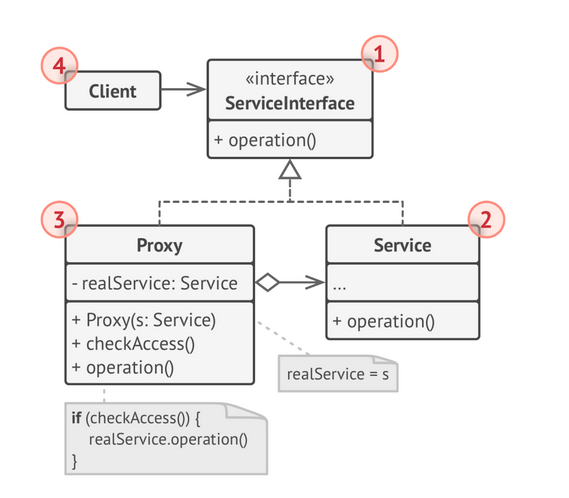 4
1
Client
«interface»
ServiceInterface
+ operation()
3
2
Proxy
- realService: Service
+ Proxy(s: Service)
+ checkAccess()
+ operation()
Service
...
+ operation()
realService = s
if (checkAccess()) {
realService.operation()
}